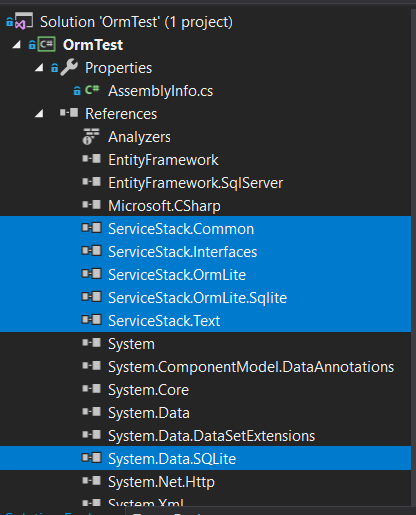 Solution 'OrmTest' (1 project)
C# OrmTest
Properties
C# AssemblyInfo.cs
References
Analyzers
EntityFramework
EntityFramework.SqlServer
Microsoft.CSharp
ServiceStack.Common
ServiceStack.Interfaces
ServiceStack.OrmLite
ServiceStack.OrmLite.Sqlite
ServiceStack.Text
System
System.ComponentModel.DataAnnotations
System.Core
System.Data
System.Data.DataSetExtensions
System.Data.SQLite
System.Net.Http
System.Xml